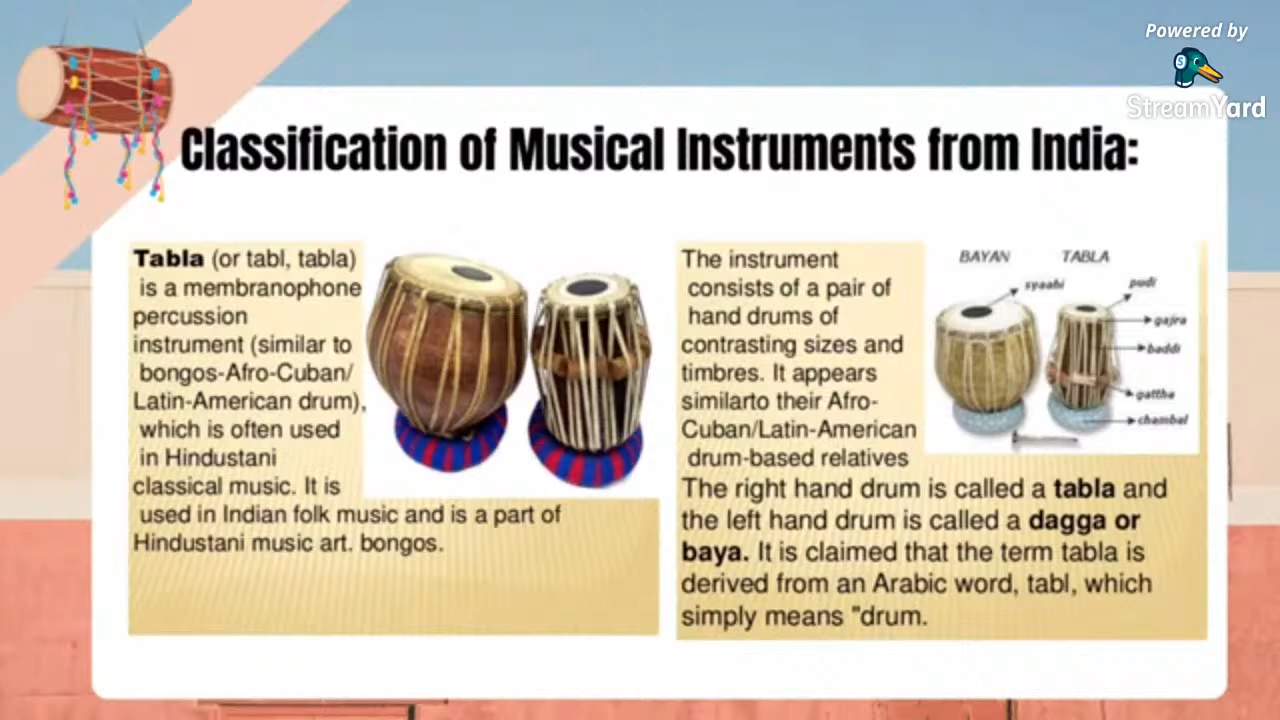 Powered by
StreamYard
Classification of Musical Instruments from India:
Tabla (or tabl, tabla)
is a membranophone
percussion
instrument (similar to
bongos-Afro-Cuban/
Latin-American drum),
which is often used
in Hindustani
classical music. It is
used in Indian folk music and is a part of
Hindustani music art. bongos.
The instrument
consists of a pair of
hand drums of
contrasting sizes and
timbres. It appears
similarto their Afro-
Cuban/Latin-American
drum-based relatives
The right hand drum is called a tabla and
the left hand drum is called a dagga or
baya. It is claimed that the term tabla is
derived from an Arabic word, tabl, which
simply means "drum.
BAYAN TABLA
syaahi
pudi
gajra
baddi
gattha
chambal